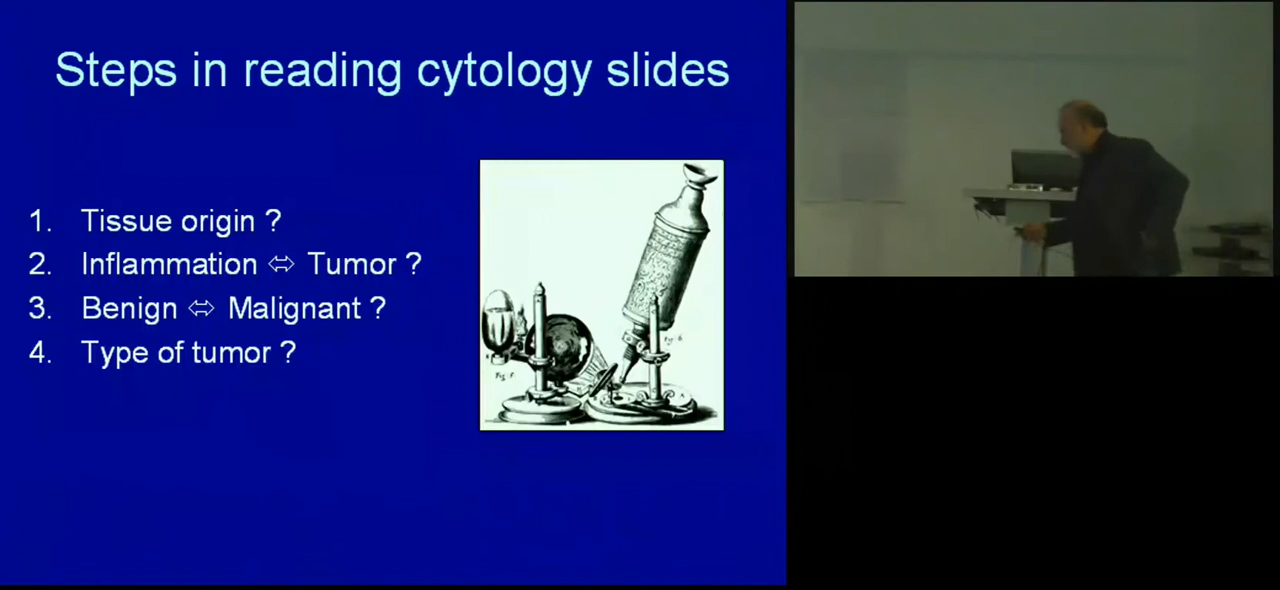 Steps in reading cytology slides
1. Tissue origin ?
2. Inflammation ⇔ Tumor ?
3. Benign ⇔ Malignant ?
4. Type of tumor ?